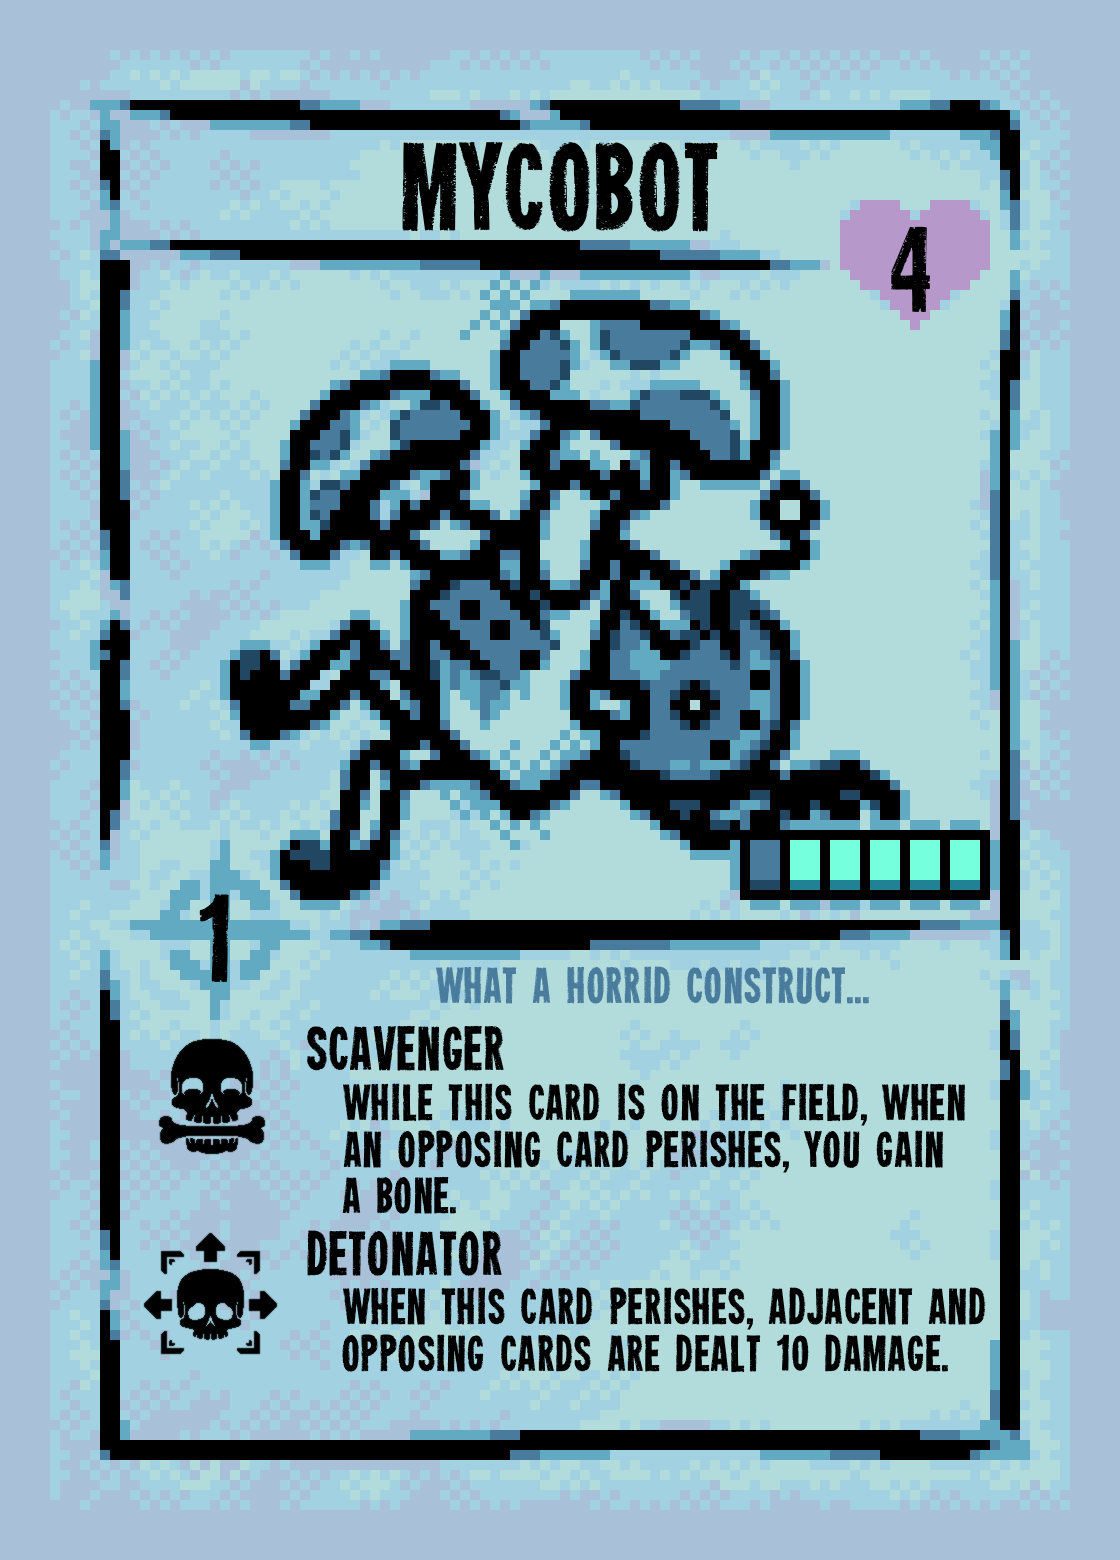 MYCOBOT
4
1
WHAT A HORRID CONSTRUCT...
SCAVENGER
WHILE THIS CARD IS ON THE FIELD, WHEN
AN OPPOSING CARD PERISHES, YOU GAIN
A BONE.
DETONATOR
WHEN THIS CARD PERISHES, ADJACENT AND
OPPOSING CARDS ARE DEALT 10 DAMAGE.